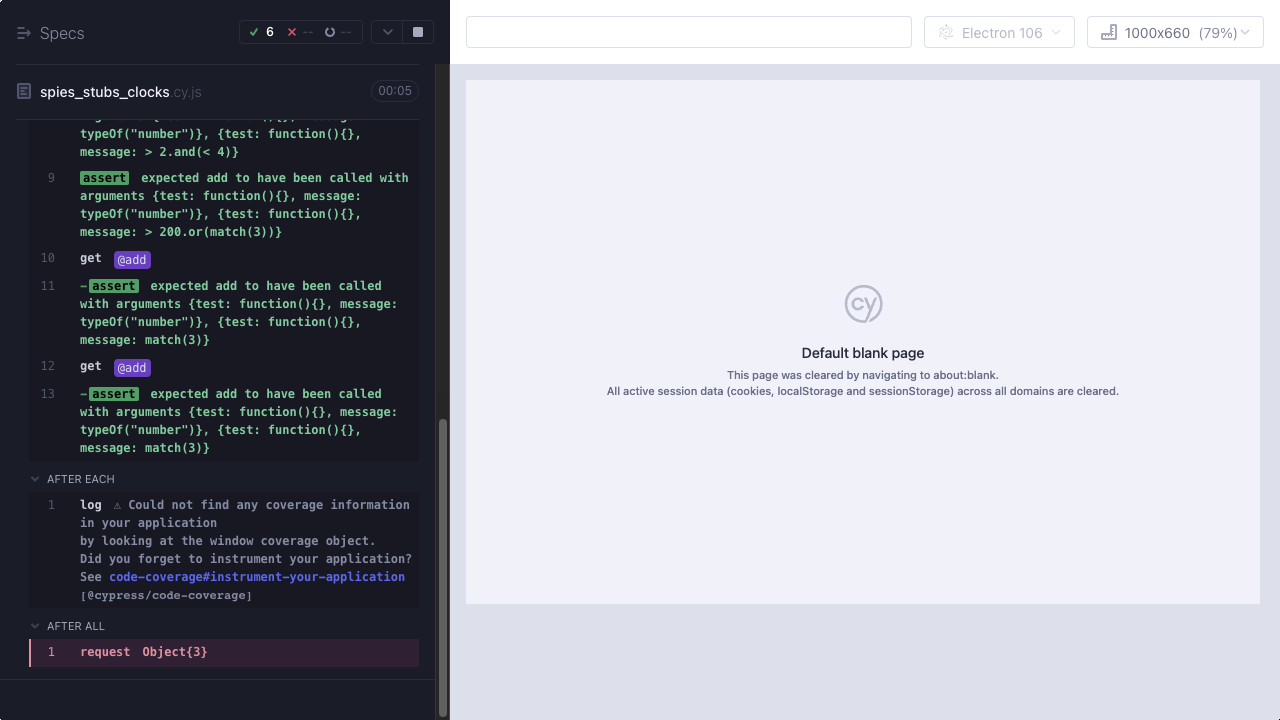 Specs
6
--
--
Electron 106
1000x660 (79%)
spies_stubs_clocks.cy.js
00:05
typeOf("number")}, {test: function(){},
message: > 2.and(< 4)}
9 assert expected add to have been called with
arguments {test: function(){}, message:
typeOf("number")}, {test: function(){},
message: > 200.or(match(3))}
10 get @add
11 -assert expected add to have been called
with arguments {test: function(){}, message:
typeOf("number")}, {test: function(){},
message: match(3)}
12 get @add
13 -assert expected add to have been called
with arguments {test: function(){}, message:
typeOf("number")}, {test: function(){},
message: match(3)}
AFTER EACH
1 log ⚠ Could not find any coverage information
in your application
by looking at the window coverage object.
Did you forget to instrument your application?
See code-coverage#instrument-your-application
[@cypress/code-coverage]
AFTER ALL
1 request Object{3}
cy
Default blank page
This page was cleared by navigating to about:blank.
All active session data (cookies, localStorage and sessionStorage) across all domains are cleared.